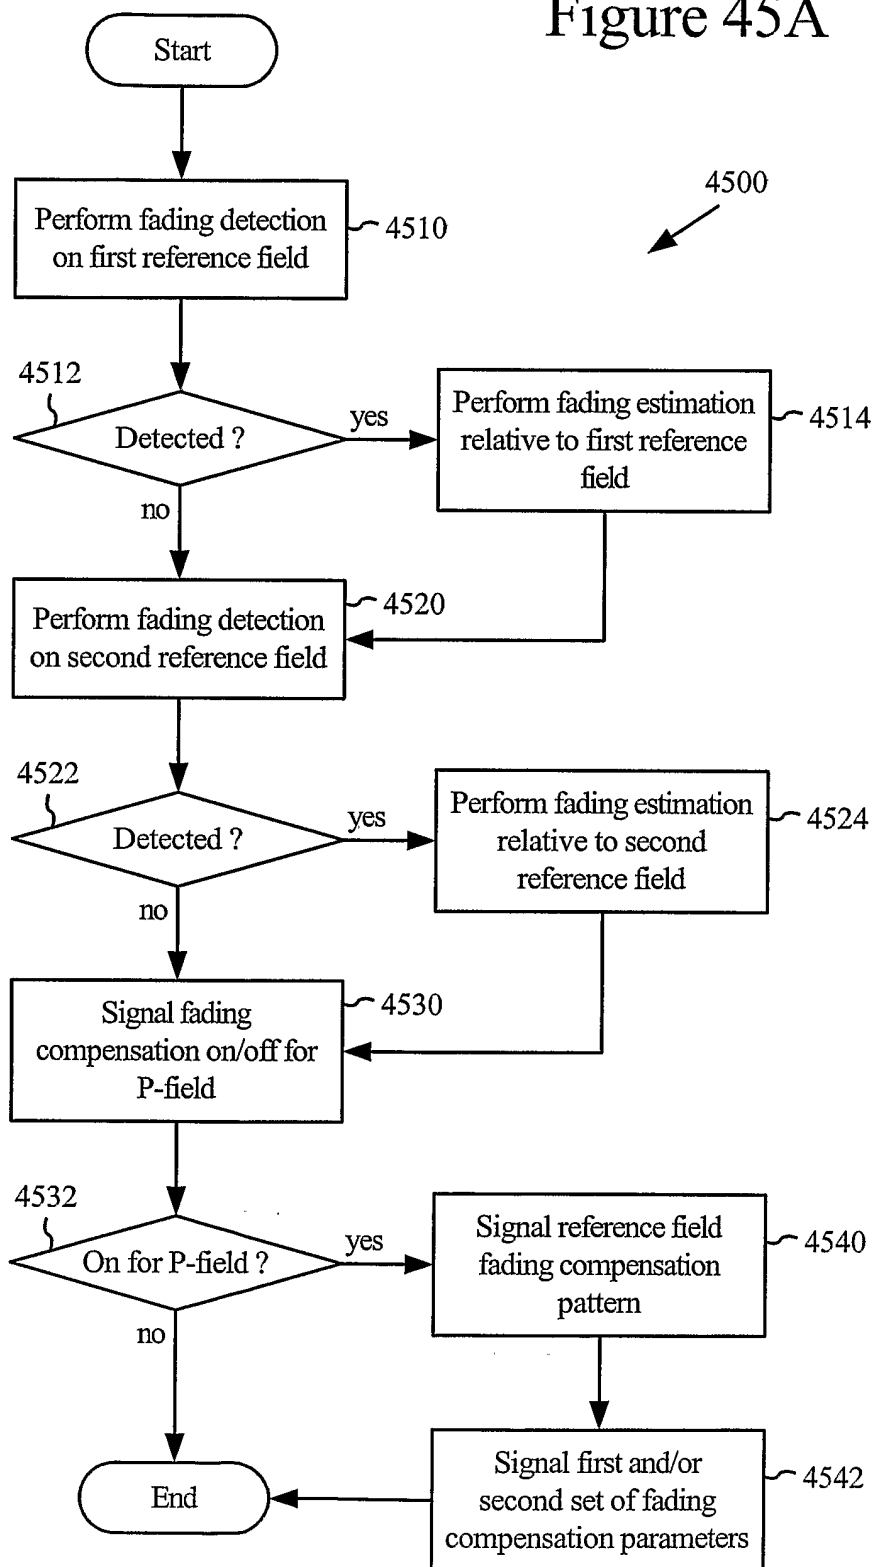 Figure 45A
Start
4500
Perform fading detection
on first reference field
4510
4512
Detected ?
yes
no
Perform fading estimation
relative to first reference
field
4514
Perform fading detection
on second reference field
4520
4522
Detected ?
yes
no
Perform fading estimation
relative to second
reference field
4524
Signal fading
compensation on/off for
P-field
4530
4532
On for P-field ?
yes
no
Signal reference field
fading compensation
pattern
4540
Signal first and/or
second set of fading
compensation parameters
4542
End